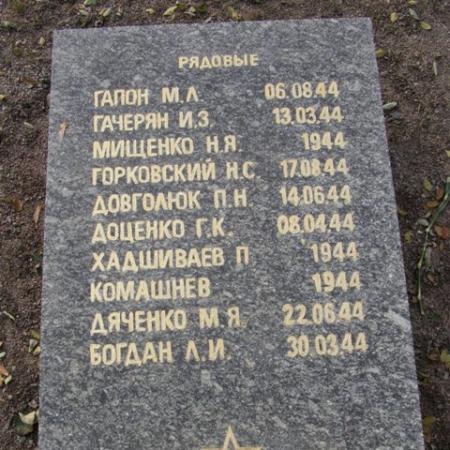 РЯДОВЫЕ
ГАПОН М.Л. 06.08.44
ГАЧЕРЯН И.З. 13.03.44
МИЩЕНКО Н.Я. 1944
ГОРКОВСКИЙ Н.С. 17.08.44
ДОВГОЛЮК П.Н. 14.06.44
ДОЦЕНКО Г.К. 08.04.44
ХАДШИВАЕВ П 1944
КОМАШНЕВ 1944
ДЯЧЕНКО М.Я. 22.06.44
БОГДАН Л.И. 30.03.44